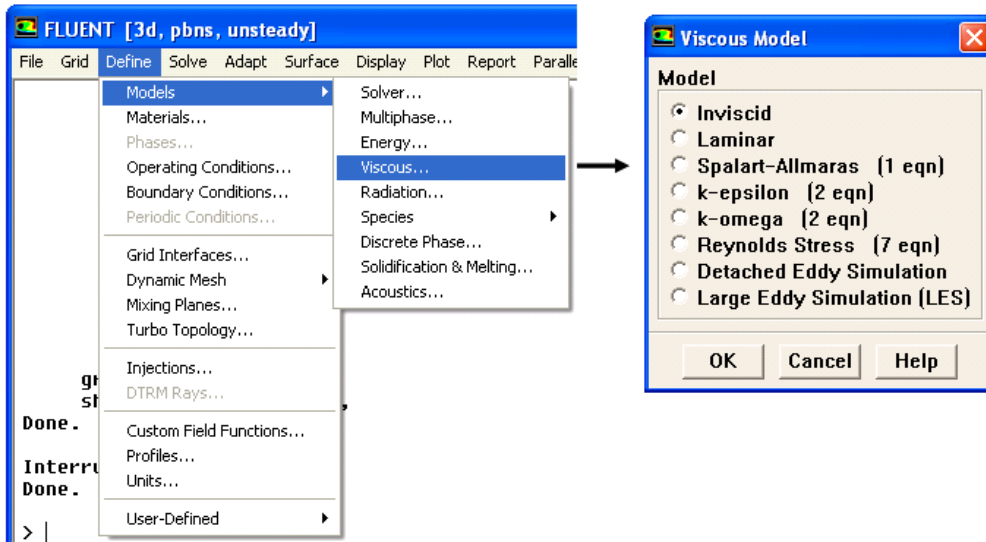 FLUENT [3d, pbns, unsteady]
File Grid Define Solve Adapt Surface Display Plot Report
Models
Materials...
Phases...
Operating Conditions...
Boundary Conditions...
Periodic Conditions...
Grid Interfaces...
Dynamic Mesh
Mixing Planes...
Turbo Topology...
Injections...
DTRM Rays...
Custom Field Functions...
Profiles...
Units...
User-Defined
Solver...
Multiphase...
Energy...
Viscous...
Radiation...
Species
Discrete Phase...
Solidification & Melting...
Acoustics...
Done.
Done.
>
Viscous Model
Model
Inviscid
Laminar
Spalart-Allmaras (1 eqn)
k-epsilon (2 eqn)
k-omega (2 eqn)
Reynolds Stress (7 eqn)
Detached Eddy Simulation
Large Eddy Simulation (LES)
OK Cancel Help